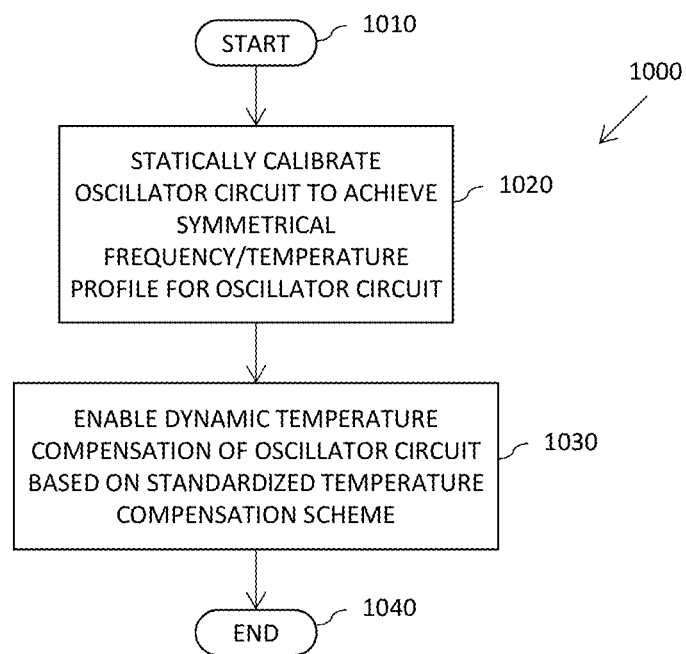 START
1010
1000
STATICALLY CALIBRATE
OSCILLATOR CIRCUIT TO ACHIEVE
SYMMETRICAL
FREQUENCY/TEMPERATURE
PROFILE FOR OSCILLATOR CIRCUIT
1020
ENABLE DYNAMIC TEMPERATURE
COMPENSATION OF OSCILLATOR CIRCUIT
BASED ON STANDARDIZED TEMPERATURE
COMPENSATION SCHEME
1030
END
1040